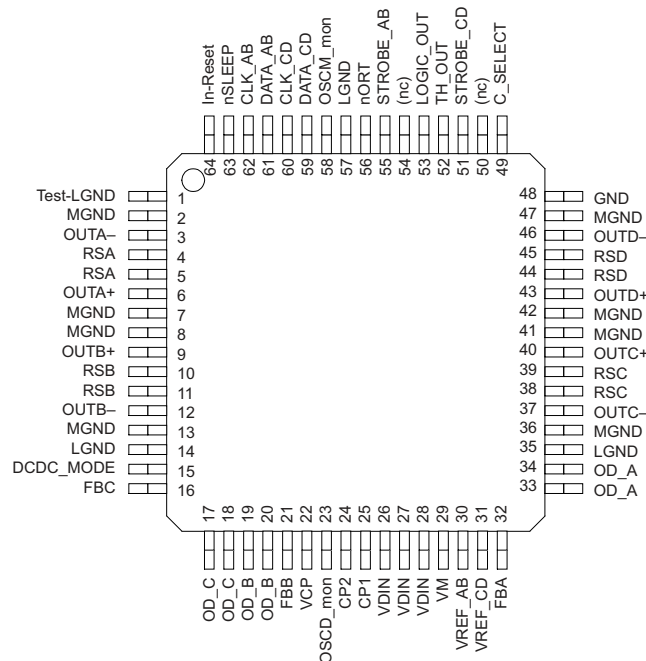 In-Reset
nSLEEP
CLK_AB
DATA_AB
CLK_CD
DATA_CD
OSCM_mon
LGND
nORT
STROBE_AB
(nc)
LOGIC_OUT
TH_OUT
STROBE_CD
(nc)
C_SELECT
64 63 62 61 60 59 58 57 56 55 54 53 52 51 50 49
Test-LGND 1
MGND 2
OUTA– 3
RSA 4
RSA 5
OUTA+ 6
MGND 7
MGND 8
OUTB+ 9
RSB 10
RSB 11
OUTB– 12
MGND 13
LGND 14
DCDC_MODE 15
FBC 16
48 GND
47 MGND
46 OUTD–
45 RSD
44 RSD
43 OUTD+
42 MGND
41 MGND
40 OUTC+
39 RSC
38 RSC
37 OUTC–
36 MGND
35 LGND
34 OD_A
33 OD_A
17 18 19 20 21 22 23 24 25 26 27 28 29 30 31 32
OD_C
OD_C
OD_B
OD_B
FBB
VCP
OSCD_mon
CP2
CP1
VDIN
VDIN
VDIN
VM
VREF_AB
VREF_CD
FBA